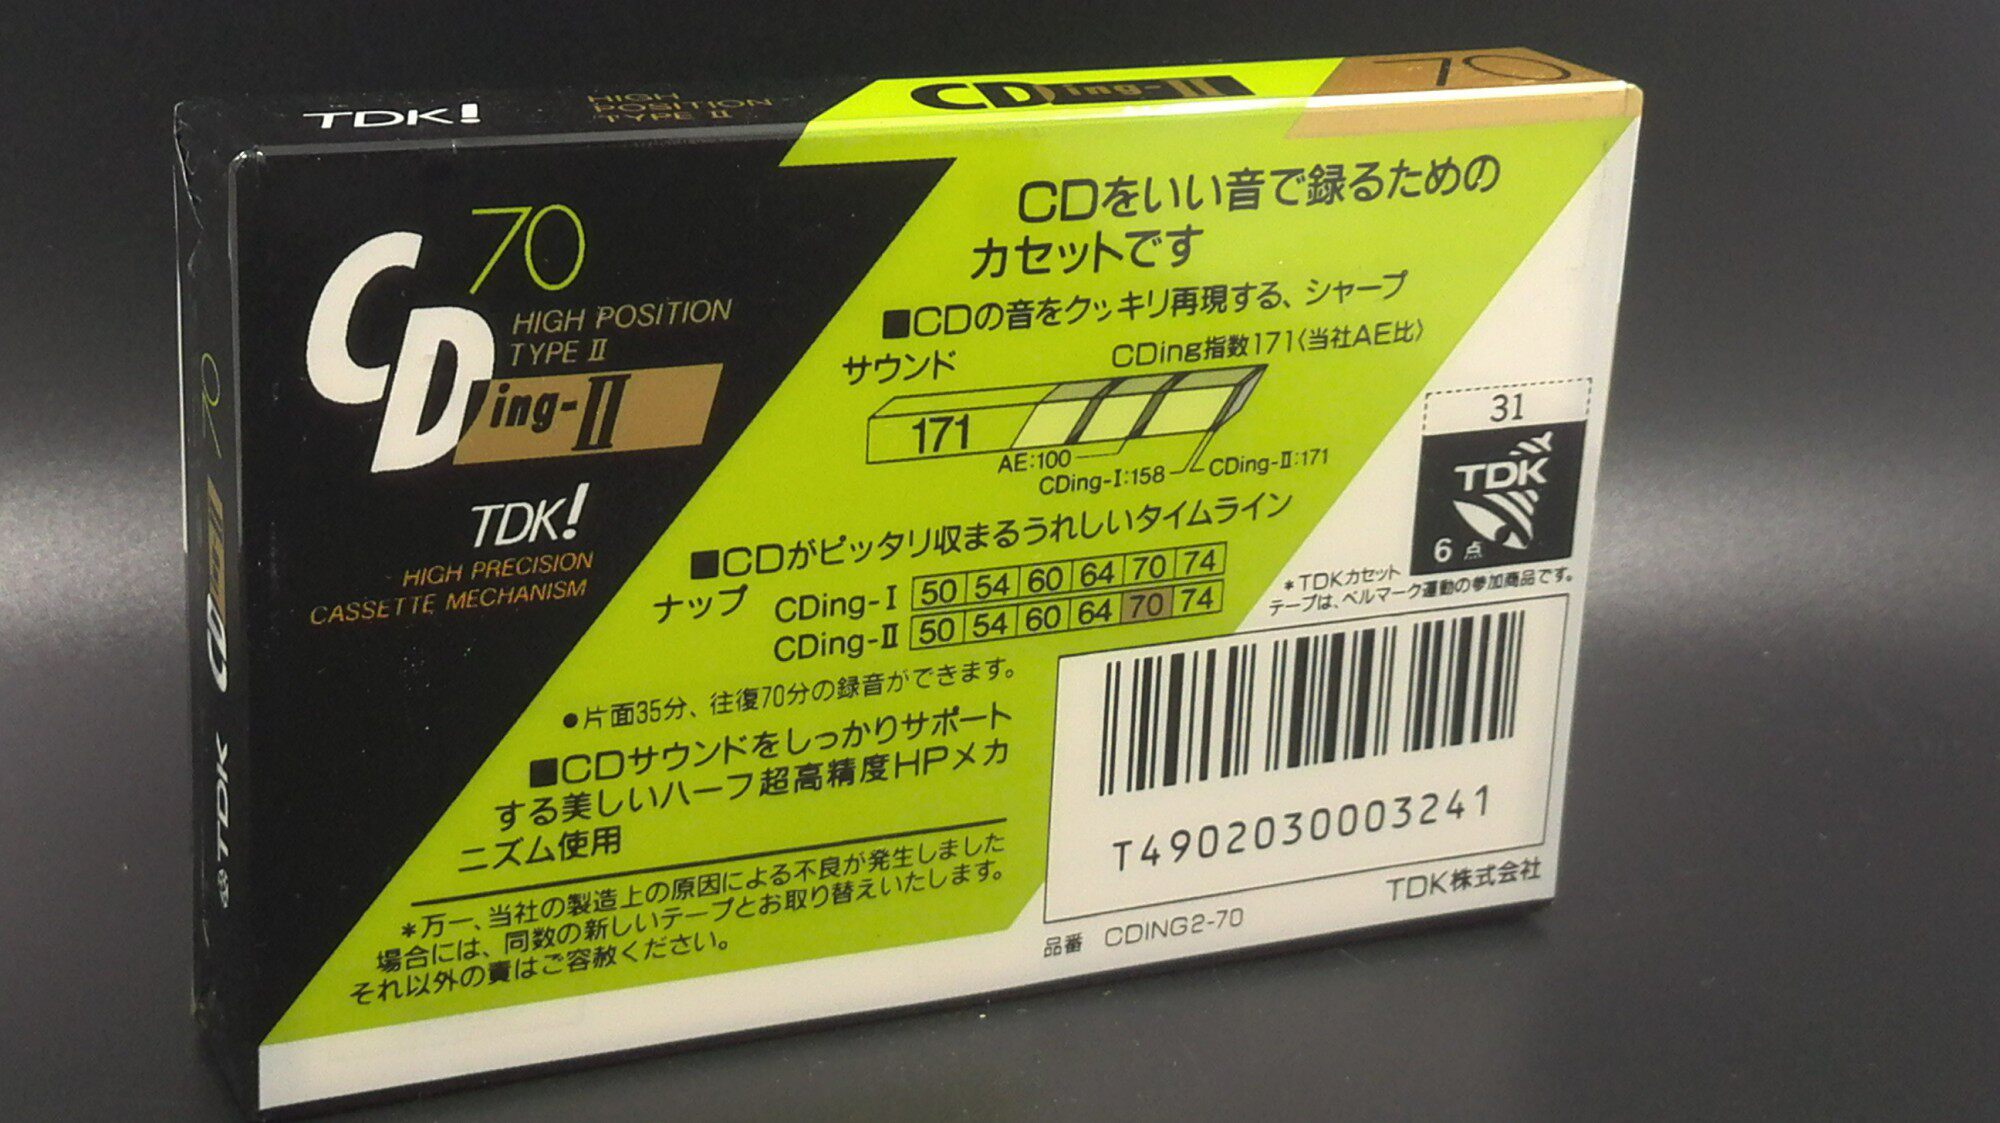 TDK!
HIGH
POSITION
TYPE II
CDing-II
70
70
CDing-II
TDK
70
HIGH POSITION
TYPE II
CDing-II
TDK!
HIGH PRECISION
CASSETTE MECHANISM
CDをいい音で録るための
カセットです
■CDの音をクッキリ再現する、シャープ
サウンド
CDing指数171〈当社AE比〉
171
AE:100
CDing-I:158
CDing-II:171
■CDがピッタリ収まるうれしいタイムライン
ナップ
CDing-I 50 54 60 64 70 74
CDing-II 50 54 60 64 70 74
●片面35分、往復70分の録音ができます。
■CDサウンドをしっかりサポート
する美しいハーフ超高精度HPメカ
ニズム使用
*万一、当社の製造上の原因による不良が発生しました
場合には、同数の新しいテープとお取り替えいたします。
それ以外の責はご容赦ください。
31
TDK
6点
*TDKカセット
テープは、ベルマーク運動の参加商品です。
T4902030003241
TDK株式会社
品番 CDING2-70